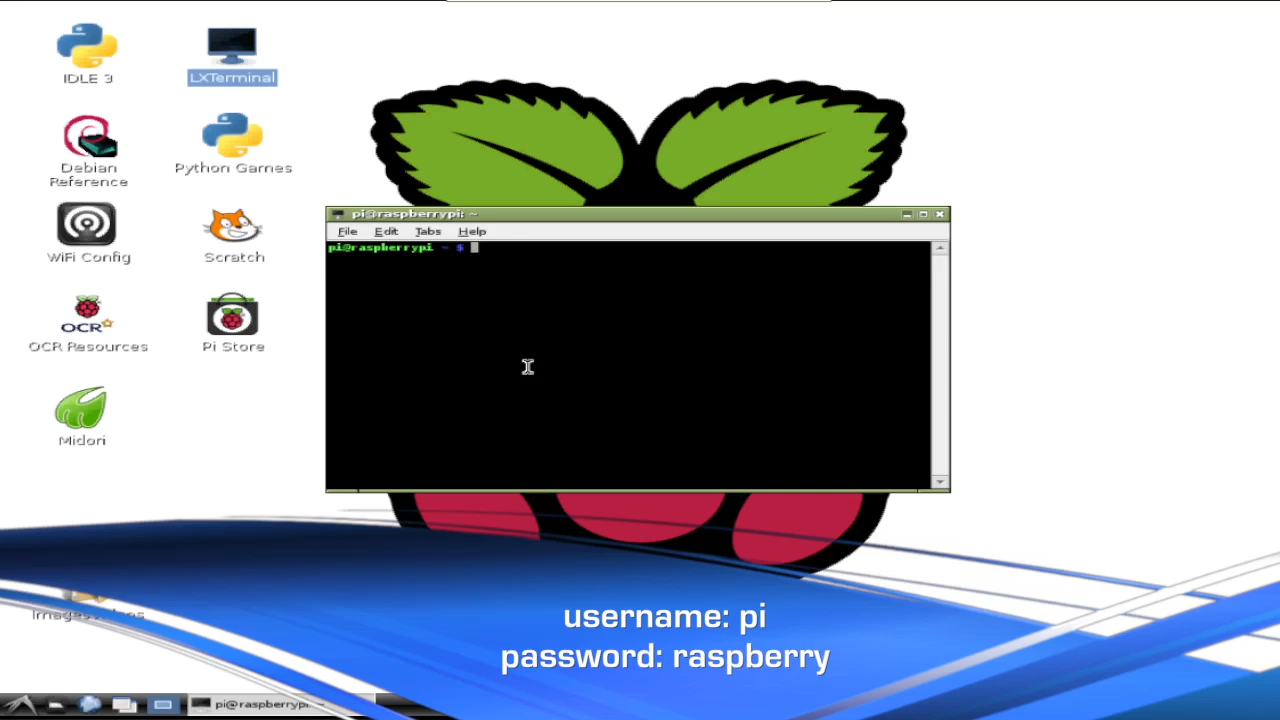 IDLE 3
LXTerminal
Debian
Reference
Python Games
WiFi Config
Scratch
OCR
OCR Resources
Pi Store
Midori
pi@raspberrypi: ~
File Edit Tabs Help
pi@raspberrypi ~ $
username: pi
password: raspberry
pi@raspberrypi: ~